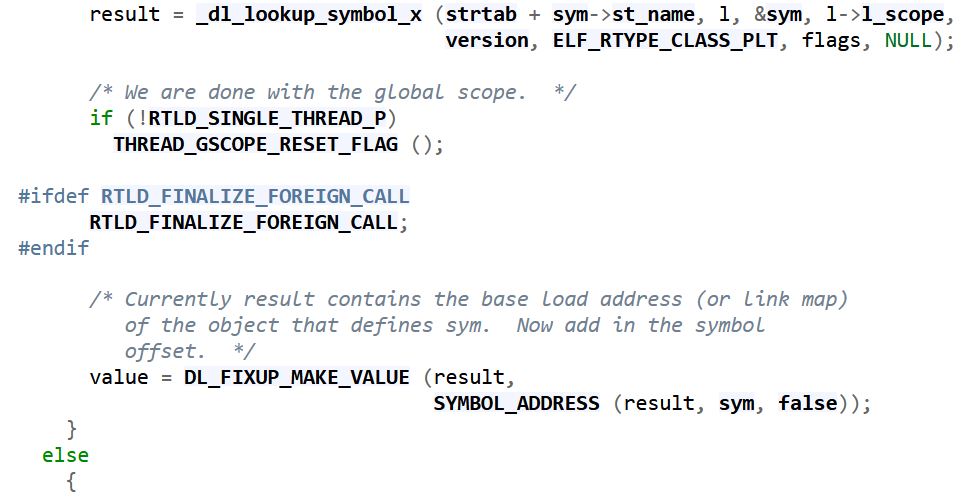 result = _dl_lookup_symbol_x (strtab + sym->st_name, l, &sym, l->l_scope,
version, ELF_RTYPE_CLASS_PLT, flags, NULL);
/* We are done with the global scope.  */
if (!RTLD_SINGLE_THREAD_P)
THREAD_GSCOPE_RESET_FLAG ();
#ifdef RTLD_FINALIZE_FOREIGN_CALL
RTLD_FINALIZE_FOREIGN_CALL;
#endif
/* Currently result contains the base load address (or link map)
of the object that defines sym.  Now add in the symbol
offset.  */
value = DL_FIXUP_MAKE_VALUE (result,
SYMBOL_ADDRESS (result, sym, false));
}
else
{